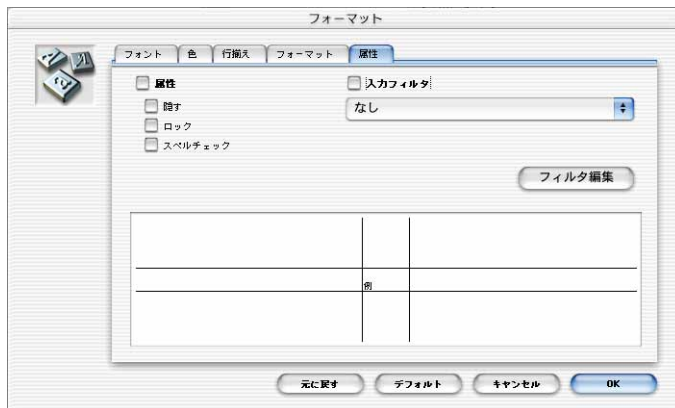 フォーマット
フォント 色 行揃え フォーマット 属性
属性 入力フィルタ
隠す なし
ロック
スペルチェック
フィルタ編集
例
元に戻す デフォルト キャンセル OK